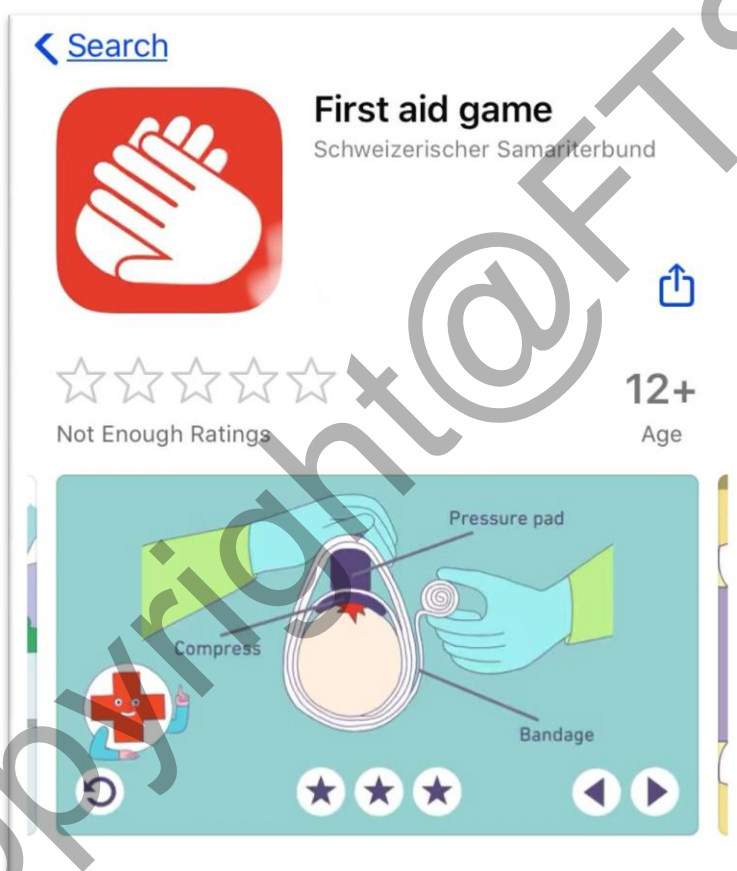 Search
First aid game
Schweizerischer Samariterbund
12+
Not Enough Ratings
Age
Pressure pad
Compress
Bandage